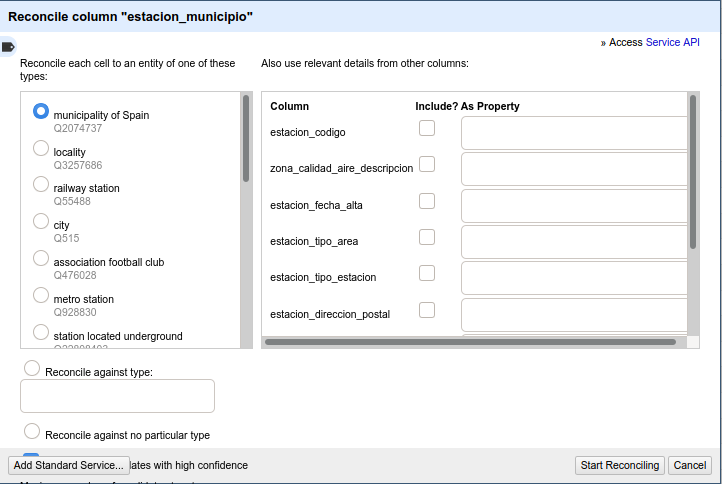 Reconcile column "estacion_municipio"
» Access Service API
Reconcile each cell to an entity of one of these
types:
Also use relevant details from other columns:
municipality of Spain
Q2074737
locality
Q3257686
railway station
Q55488
city
Q515
association football club
Q476028
metro station
Q928830
station located underground
Column Include? As Property
estacion_codigo
zona_calidad_aire_descripcion
estacion_fecha_alta
estacion_tipo_area
estacion_tipo_estacion
estacion_direccion_postal
Reconcile against type:
Reconcile against no particular type
Add Standard Service... lates with high confidence
Start Reconciling Cancel